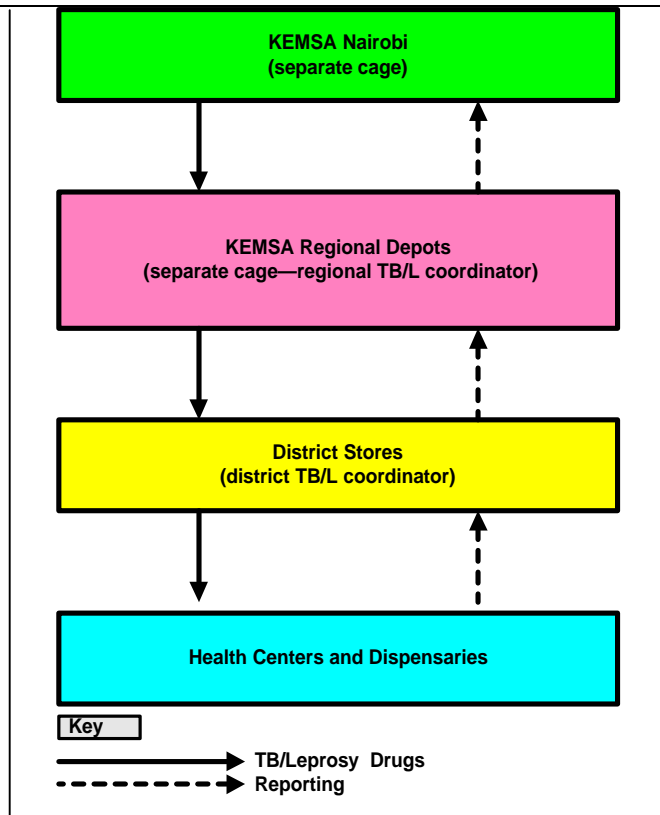 KEMSA Nairobi
(separate cage)
KEMSA Regional Depots
(separate cage—regional TB/L coordinator)
District Stores
(district TB/L coordinator)
Health Centers and Dispensaries
Key
TB/Leprosy Drugs
Reporting